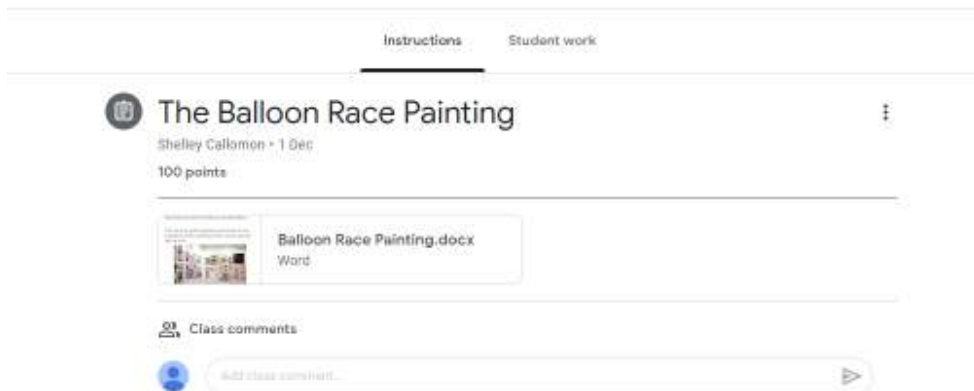 Instructions Student work
The Balloon Race Painting
Shelley Callomon • 1 Dec
100 points
Balloon Race Painting.docx
Word
Class comments
Add class comment...